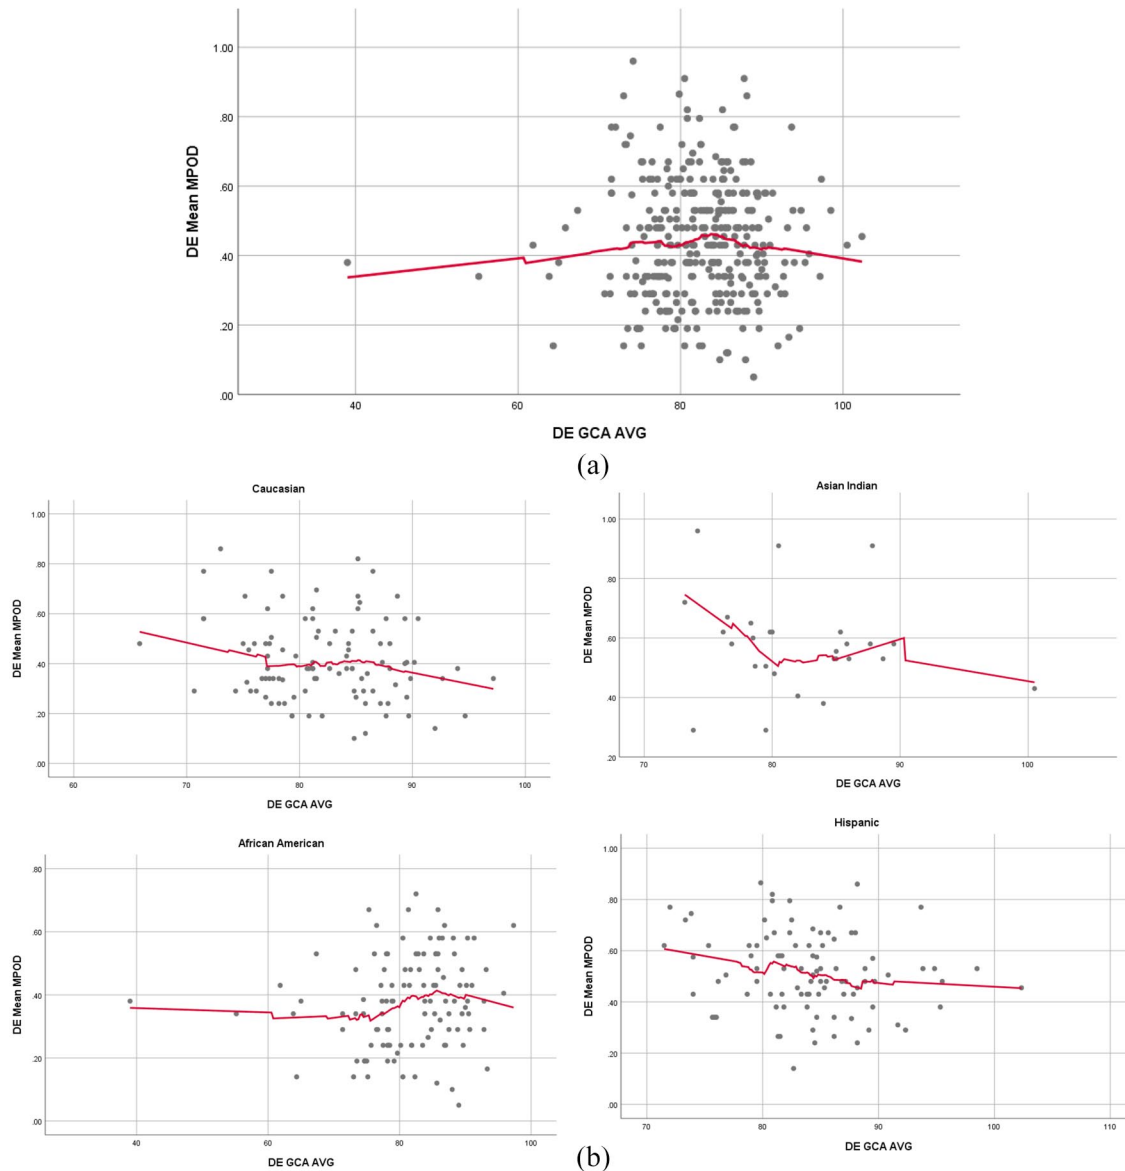 1.00
.80
.60
.40
.20
.00
DE Mean MPOD
40 60 80 100
DE GCA AVG
(a)
Caucasian
1.00
.80
.60
.40
.20
.00
DE Mean MPOD
60 70 80 90 100
DE GCA AVG
Asian Indian
1.00
.80
.60
.40
.20
DE Mean MPOD
70 80 90 100
DE GCA AVG
African American
.80
.60
.40
.20
.00
DE Mean MPOD
40 60 80 100
DE GCA AVG
Hispanic
1.00
.80
.60
.40
.20
.00
DE Mean MPOD
70 80 90 100 110
DE GCA AVG
(b)